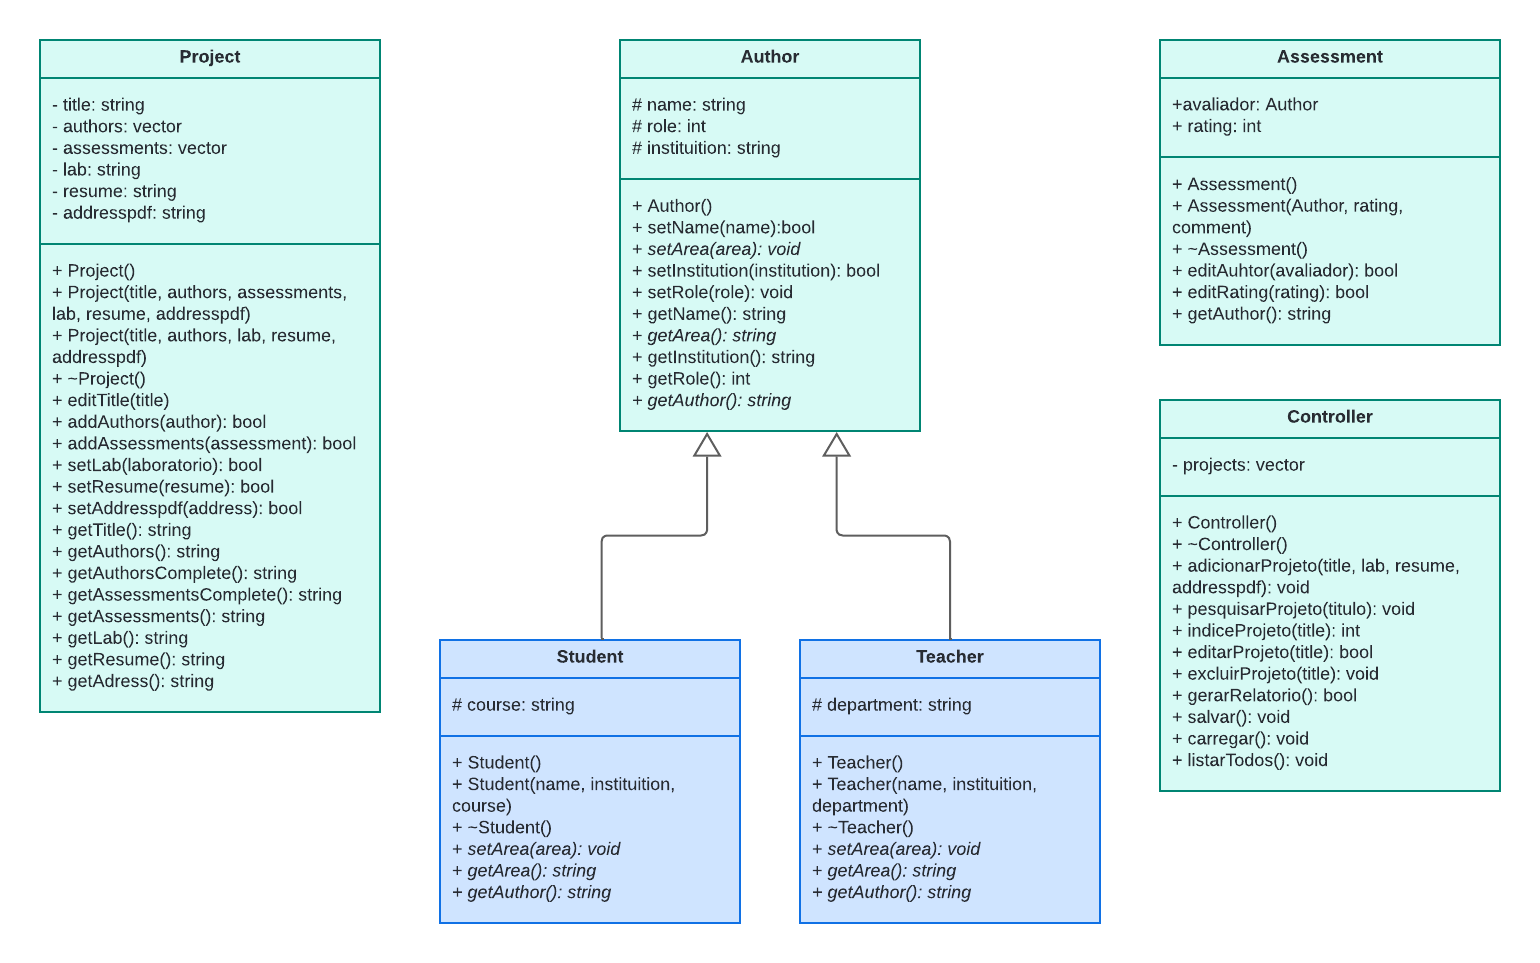 Project
- title: string
- authors: vector
- assessments: vector
- lab: string
- resume: string
- addresspdf: string
+ Project()
+ Project(title, authors, assessments,
lab, resume, addresspdf)
+ Project(title, authors, lab, resume,
addresspdf)
+ ~Project()
+ editTitle(title)
+ addAuthors(author): bool
+ addAssessments(assessment): bool
+ setLab(laboratorio): bool
+ setResume(resume): bool
+ setAddresspdf(address): bool
+ getTitle(): string
+ getAuthors(): string
+ getAuthorsComplete(): string
+ getAssessmentsComplete(): string
+ getAssessments(): string
+ getLab(): string
+ getResume(): string
+ getAdress(): string
Author
# name: string
# role: int
# instituition: string
+ Author()
+ setName(name):bool
+ setArea(area): void
+ setInstitution(institution): bool
+ setRole(role): void
+ getName(): string
+ getArea(): string
+ getInstitution(): string
+ getRole(): int
+ getAuthor(): string
Assessment
+avaliador: Author
+ rating: int
+ Assessment()
+ Assessment(Author, rating,
comment)
+ ~Assessment()
+ editAuhtor(avaliador): bool
+ editRating(rating): bool
+ getAuthor(): string
Controller
- projects: vector
+ Controller()
+ ~Controller()
+ adicionarProjeto(title, lab, resume,
addresspdf): void
+ pesquisarProjeto(titulo): void
+ indiceProjeto(title): int
+ editarProjeto(title): bool
+ excluirProjeto(title): void
+ gerarRelatorio(): bool
+ salvar(): void
+ carregar(): void
+ listarTodos(): void
Student
# course: string
+ Student()
+ Student(name, instituition,
course)
+ ~Student()
+ setArea(area): void
+ getArea(): string
+ getAuthor(): string
Teacher
# department: string
+ Teacher()
+ Teacher(name, instituition,
department)
+ ~Teacher()
+ setArea(area): void
+ getArea(): string
+ getAuthor(): string